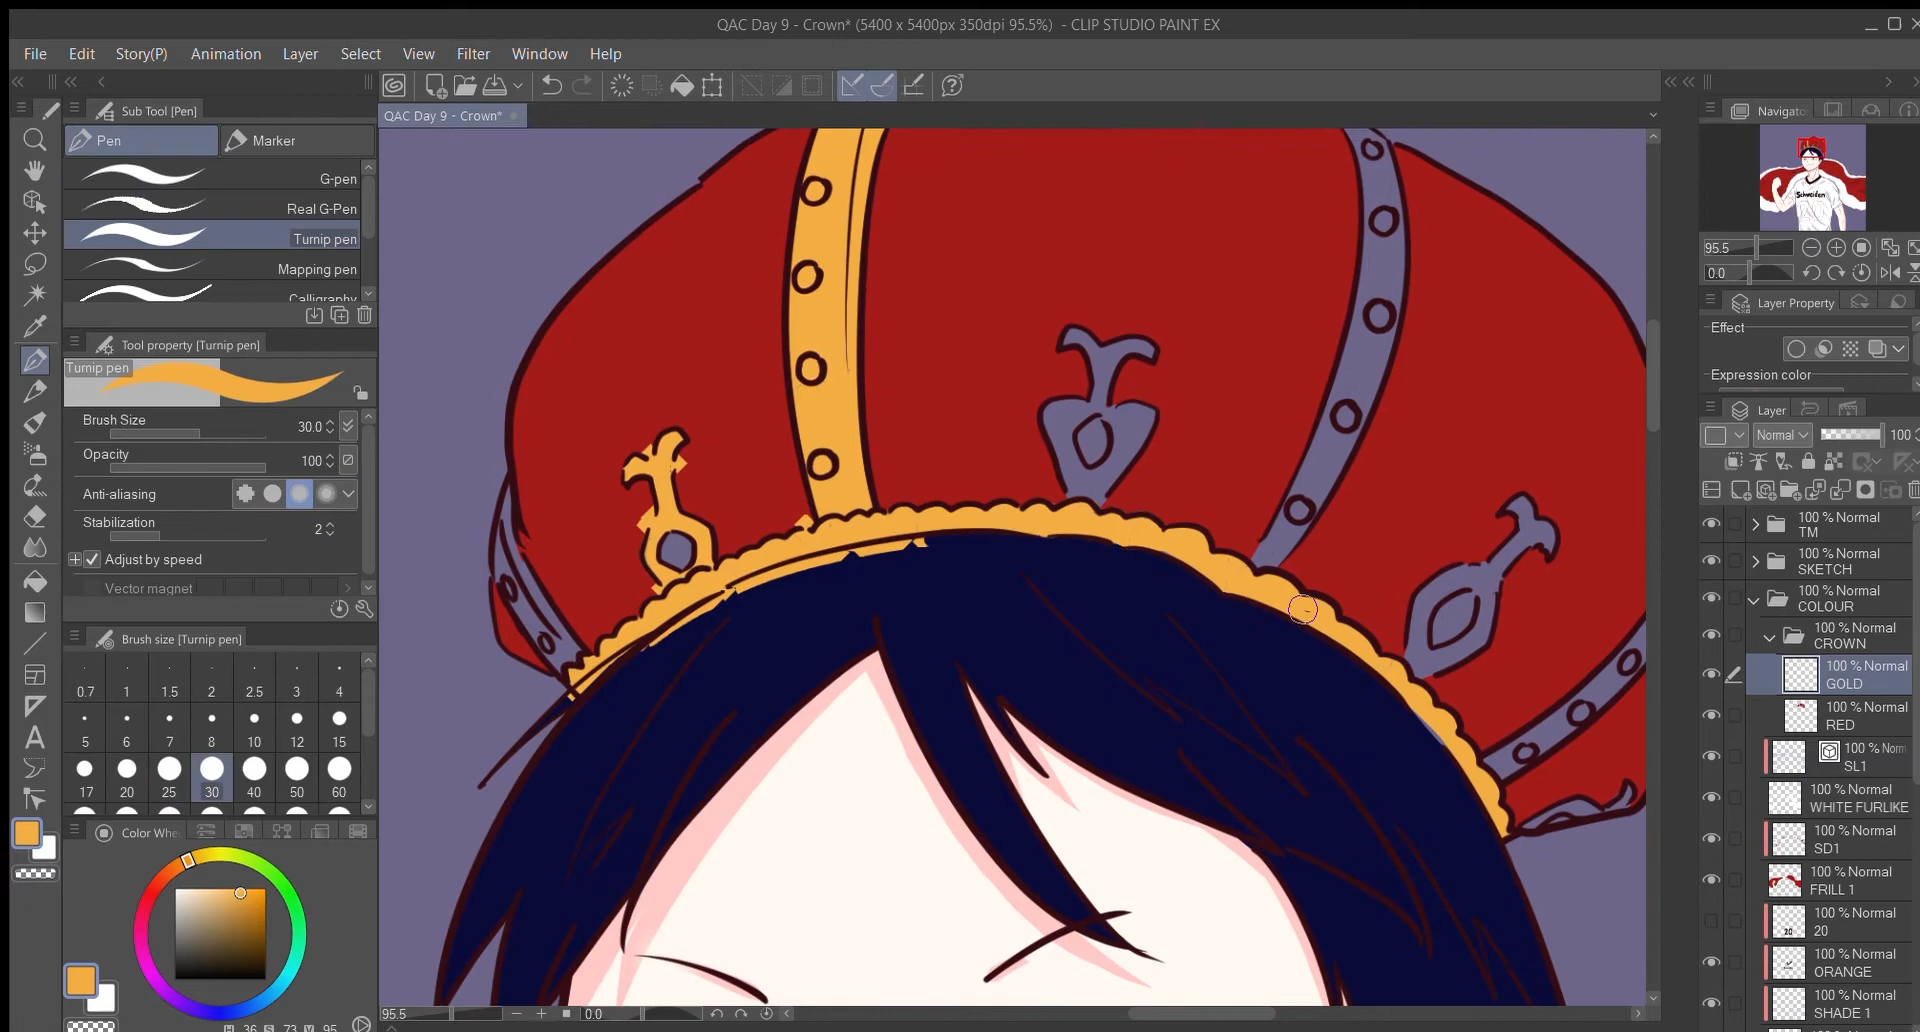 QAC Day 9 - Crown* (5400 x 5400px 350dpi 95.5%) - CLIP STUDIO PAINT EX
File Edit Story(P) Animation Layer Select View Filter Window Help
Sub Tool [Pen]
Pen Marker
G-pen
Real G-Pen
Turnip pen
Mapping pen
Calligraphy
Tool property [Turnip pen]
Turnip pen
Brush Size 30.0
Opacity 100
Anti-aliasing
Stabilization 2
Adjust by speed
Vector magnet
Brush size [Turnip pen]
0.7 1 1.5 2 2.5 3 4
5 6 7 8 10 12 15
17 20 25 30 40 50 60
Color Whe
H 36 S 73 V 95
QAC Day 9 - Crown*
95.5 0.0
Navigato
Schweden
95.5
0.0
Layer Property
Effect
Expression color
Layer
Normal 100
100 % Normal
TM
100 % Normal
SKETCH
100 % Normal
COLOUR
100 % Normal
CROWN
100 % Normal
GOLD
100 % Normal
RED
100 % Norm
SL1
100 % Normal
WHITE FURLIKE
100 % Normal
SD1
100 % Normal
FRILL 1
100 % Normal
20
20
100 % Normal
ORANGE
100 % Normal
SHADE 1
100 % Normal